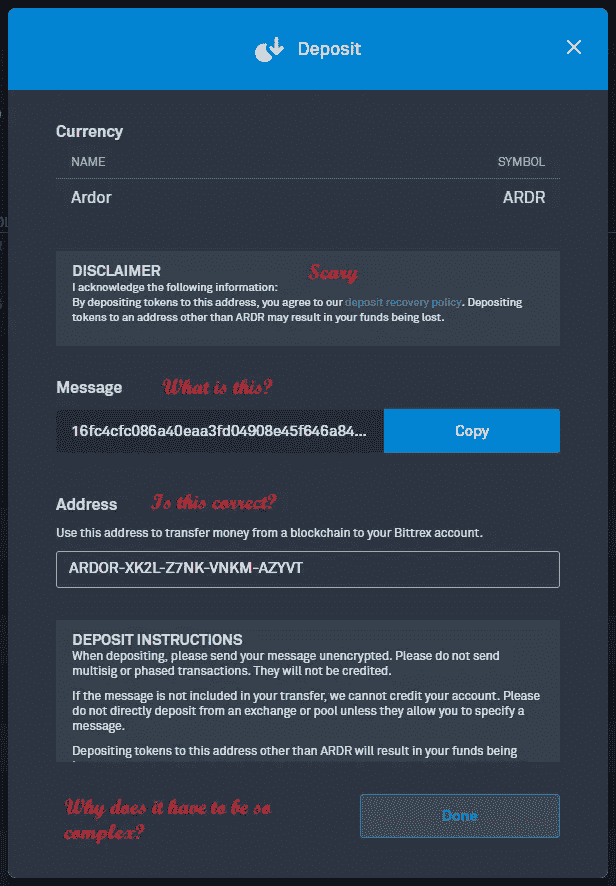 Deposit
Currency
NAME SYMBOL
Ardor ARDR
DISCLAIMER Scary
I acknowledge the following information:
By depositing tokens to this address, you agree to our deposit recovery policy. Depositing
tokens to an address other than ARDR may result in your funds being lost.
Message What is this?
16fc4cfc086a40eaa3fd04908e45f646a84... Copy
Address Is this correct?
Use this address to transfer money from a blockchain to your Bittrex account.
ARDOR-XK2L-Z7NK-VNKM-AZYVT
DEPOSIT INSTRUCTIONS
When depositing, please send your message unencrypted. Please do not send
multisig or phased transactions. They will not be credited.
If the message is not included in your transfer, we cannot credit your account. Please
do not directly deposit from an exchange or pool unless they allow you to specify a
message.
Depositing tokens to this address other than ARDR will result in your funds being
Why does it have to be so
complex?
Done